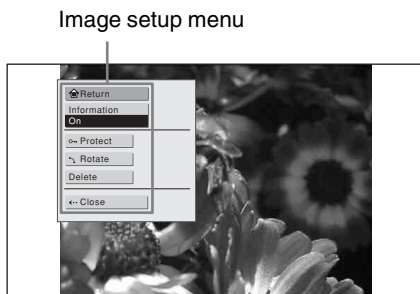 Image setup menu
Return
Information
On
Protect
Rotate
Delete
Close